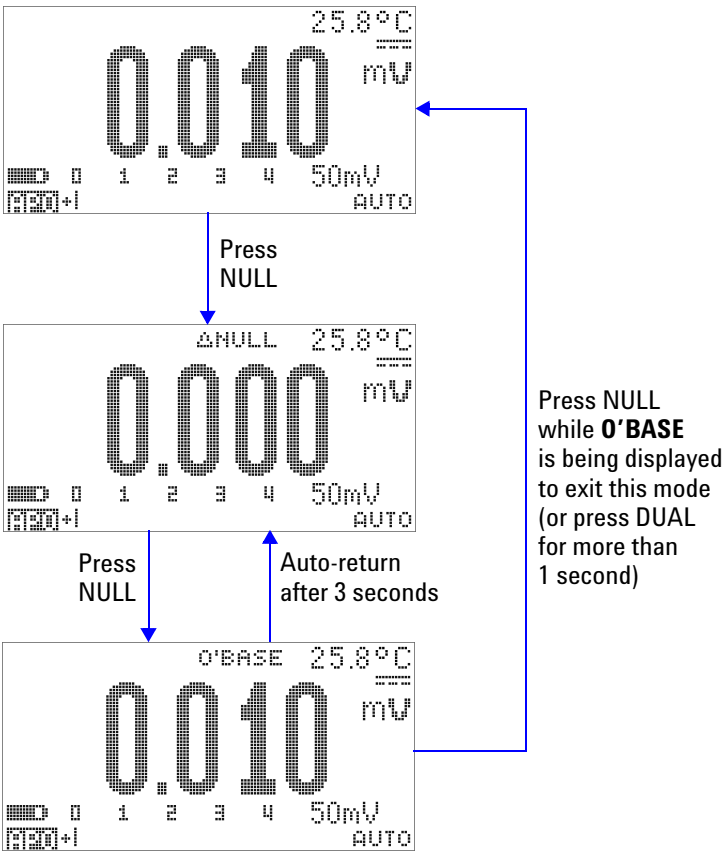 25.8°C
0.010 mV
0 1 2 3 4 50mV
AUTO
Press
NULL
ΔNULL 25.8°C
0.000 mV
0 1 2 3 4 50mV
AUTO
Press
NULL
Auto-return
after 3 seconds
Press NULL
while O’BASE
is being displayed
to exit this mode
(or press DUAL
for more than
1 second)
O'BASE 25.8°C
0.010 mV
0 1 2 3 4 50mV
AUTO